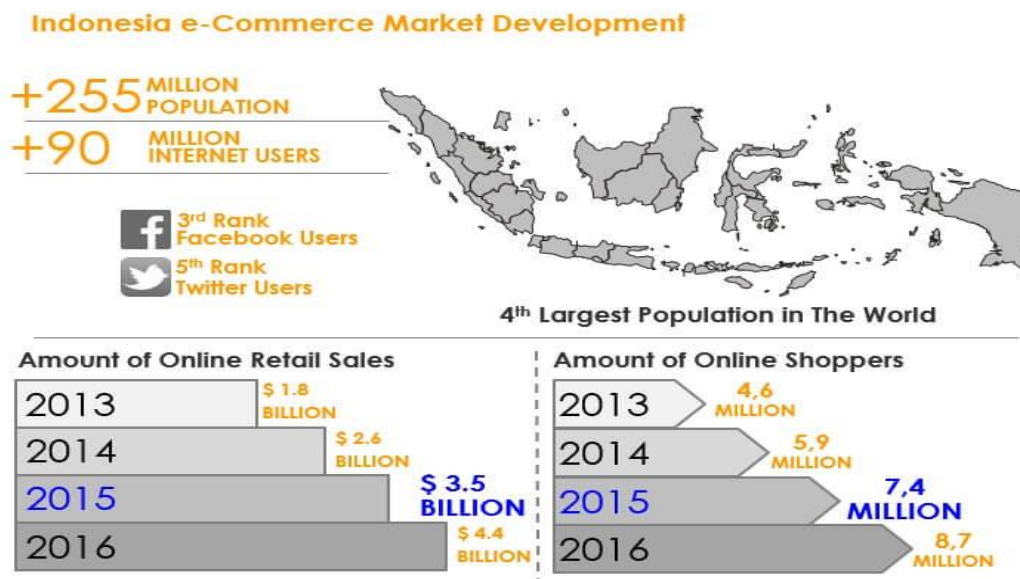 Indonesia e-Commerce Market Development
+255 MILLION
POPULATION
+90 MILLION
INTERNET USERS
3rd Rank
Facebook Users
5th Rank
Twitter Users
4th Largest Population in The World
Amount of Online Retail Sales
2013
$ 1.8
BILLION
2014
$ 2.6
BILLION
2015
$ 3.5
BILLION
2016
$ 4.4
BILLION
Amount of Online Shoppers
2013
4,6
MILLION
2014
5,9
MILLION
2015
7,4
MILLION
2016
8,7
MILLION